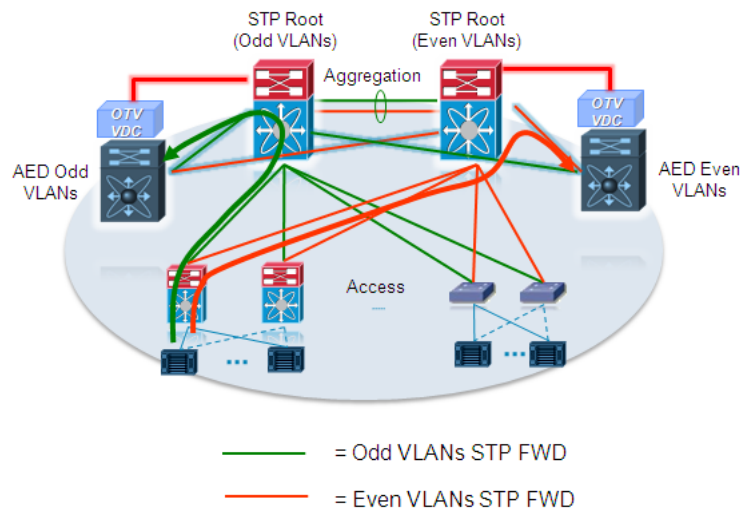 STP Root
(Odd VLANs)
STP Root
(Even VLANs)
Aggregation
OTV
VDC
OTV
VDC
AED Odd
VLANs
AED Even
VLANs
Access
...
...
...
= Odd VLANs STP FWD
= Even VLANs STP FWD